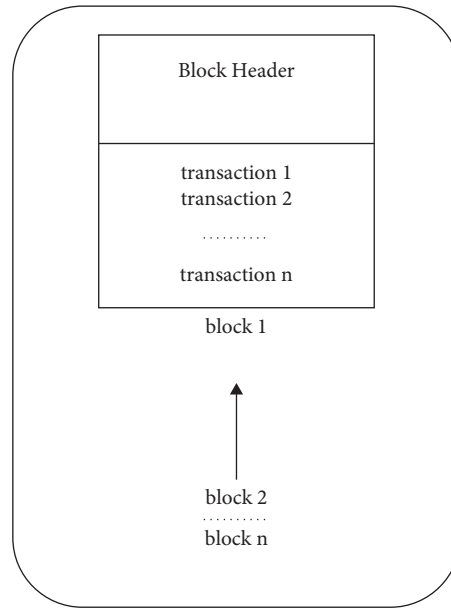 Block Header
transaction 1
transaction 2
..........
transaction n
block 1
block 2
..........
block n